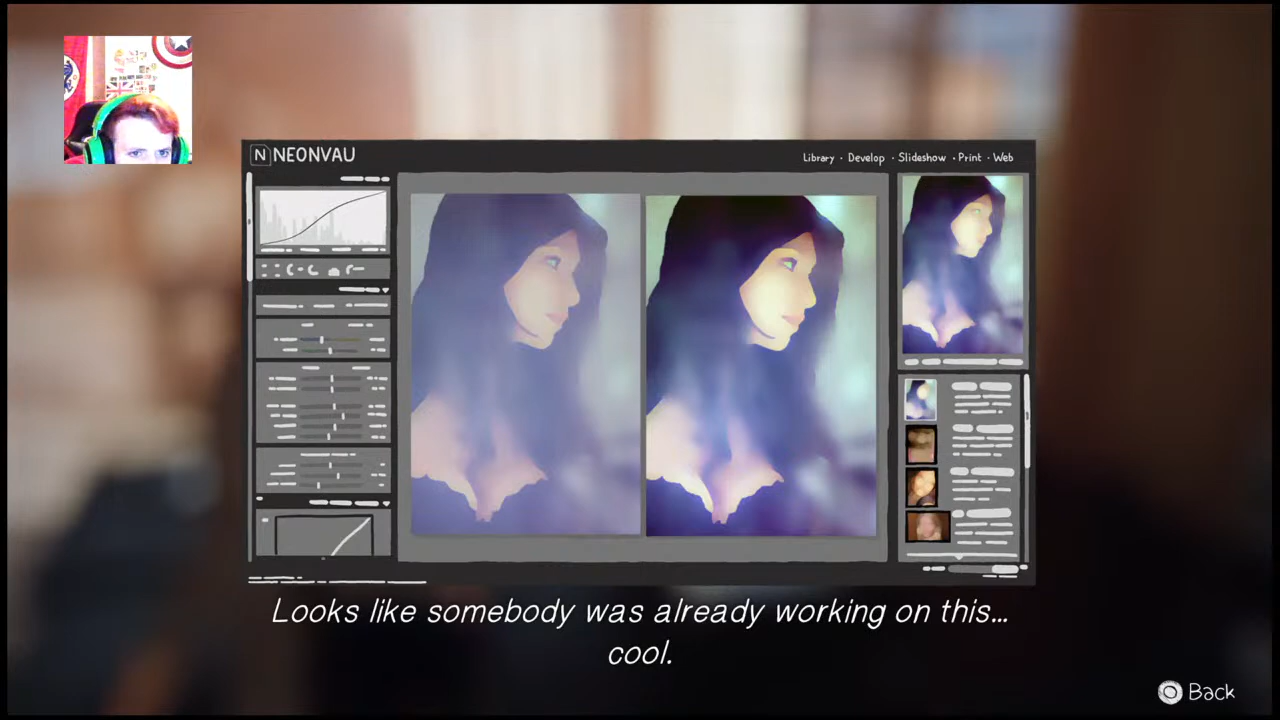 NEONVAU
Library · Develop · Slideshow · Print · Web
Looks like somebody was already working on this...
cool.
Back